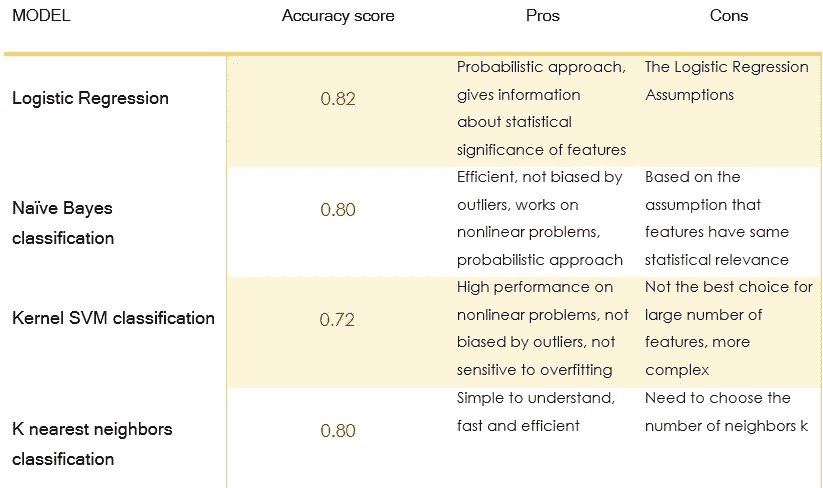 MODEL Accuracy score Pros Cons
Logistic Regression
0.82
Probabilistic approach,
gives information
about statistical
significance of features
The Logistic Regression
Assumptions
Naïve Bayes
classification
0.80
Efficient, not biased by
outliers, works on
nonlinear problems,
probabilistic approach
Based on the
assumption that
features have same
statistical relevance
Kernel SVM classification
0.72
High performance on
nonlinear problems, not
biased by outliers, not
sensitive to overfitting
Not the best choice for
large number of
features, more
complex
K nearest neighbors
classification
0.80
Simple to understand,
fast and efficient
Need to choose the
number of neighbors k